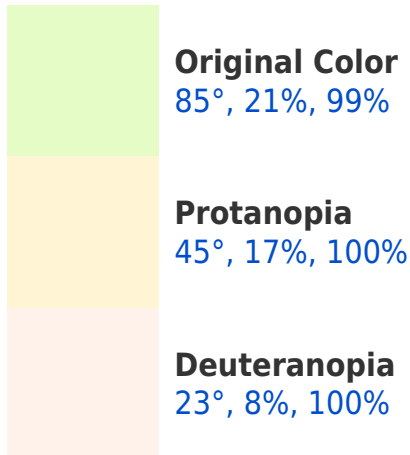 Original Color
85°, 21%, 99%
Protanopia
45°, 17%, 100%
Deuteranopia
23°, 8%, 100%